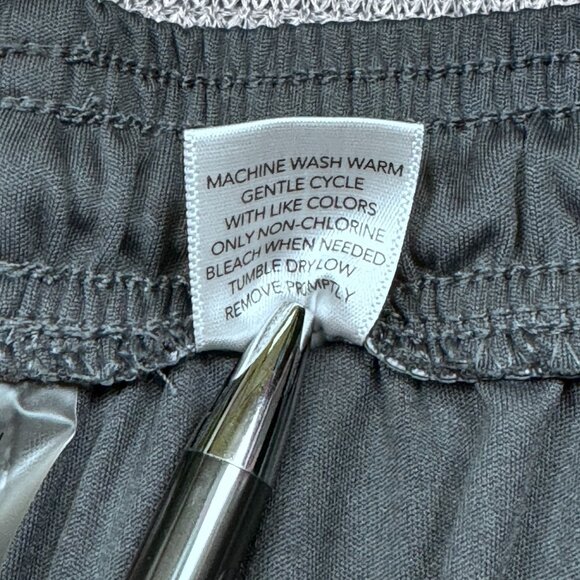 MACHINE WASH WARM
GENTLE CYCLE
WITH LIKE COLORS
ONLY NON-CHLORINE
BLEACH WHEN NEEDED
TUMBLE DRY LOW
REMOVE PROMPTLY